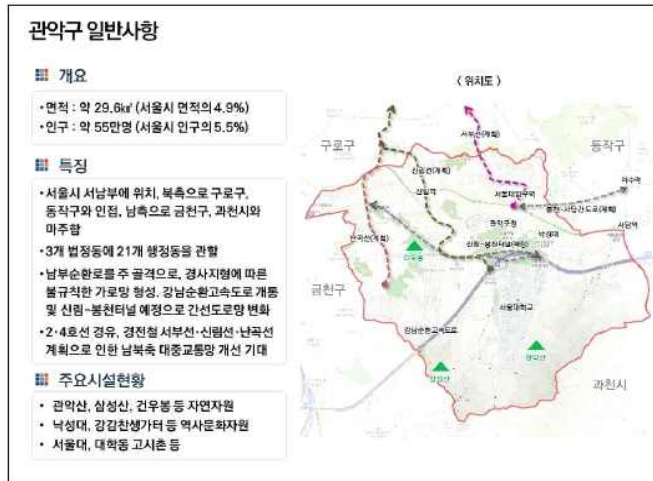 관악구 일반사항
개요
•면적 : 약 29.6㎢ (서울시 면적의 4.9%)
•인구 : 약 55만명 (서울시 인구의 5.5%)
특징
•서울시 서남부에 위치, 북측으로 구로구,
동작구와 인접, 남측으로 금천구, 과천시와
마주함
•3개 법정동에 21개 행정동을 관할
•남부순환로를 주 골격으로, 경사지형에 따른
불규칙한 가로망 형성. 강남순환고속도로 개통
및 신림~봉천터널 예정으로 간선도로망 변화
•2·4호선 경유, 경전철 서부선·신림선·난곡선
계획으로 인한 남북축 대중교통망 개선 기대
주요시설현황
• 관악산, 삼성산, 건우봉 등 자연자원
• 낙성대, 강감찬생가터 등 역사문화자원
• 서울대, 대학동 고시촌 등
< 위치도 >
서부선(계획)
구로구
동작구
신림선(계획)
이수역
신림역
서울대입구역
사당역
관악구청
낙성대
난곡선(계획)
신림~봉천터널(예정)
금천구
서울대학교
강남순환고속도로
관악산
삼성산
과천시